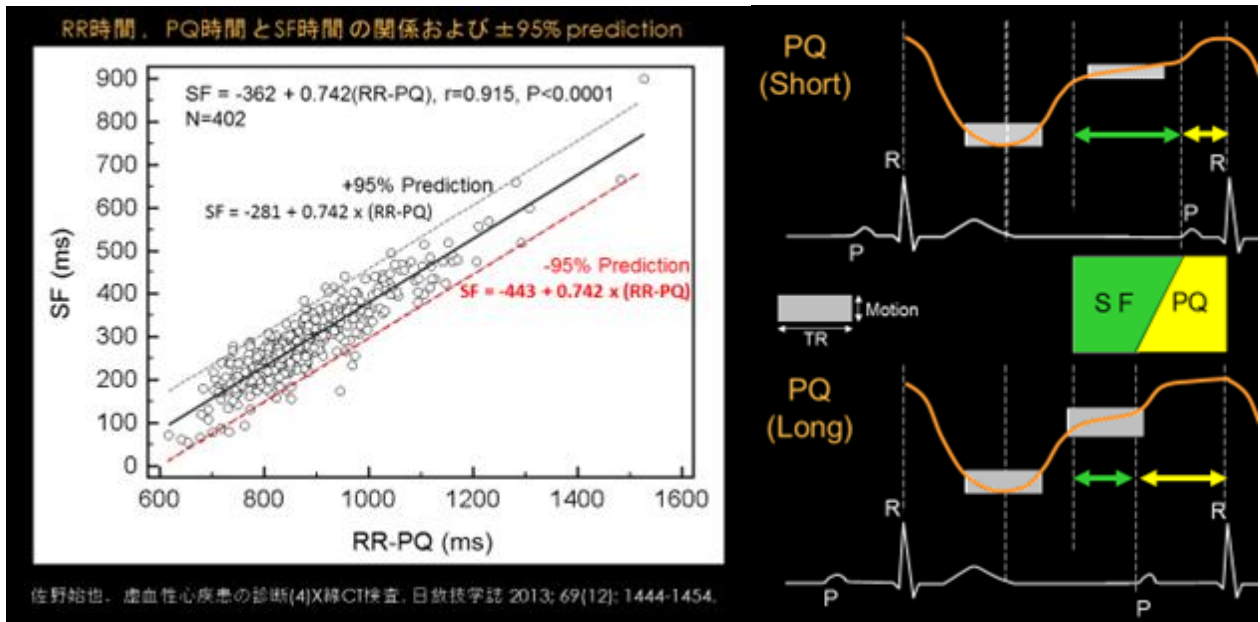 RR時間、PQ時間とSF時間の関係および±95% prediction
SF = -362 + 0.742(RR-PQ), r=0.915, P<0.0001
N=402
+95% Prediction
SF = -281 + 0.742 x (RR-PQ)
-95% Prediction
SF = -443 + 0.742 x (RR-PQ)
SF (ms)
900
800
700
600
500
400
300
200
100
0
600
800
1000
1200
1400
1600
RR-PQ (ms)
佐野始也. 虚血性心疾患の診断(4)X線CT検査. 日放技学誌 2013; 69(12): 1444-1454.
PQ
(Short)
R
R
P
P
SF
PQ
Motion
TR
PQ
(Long)
R
R
P
P